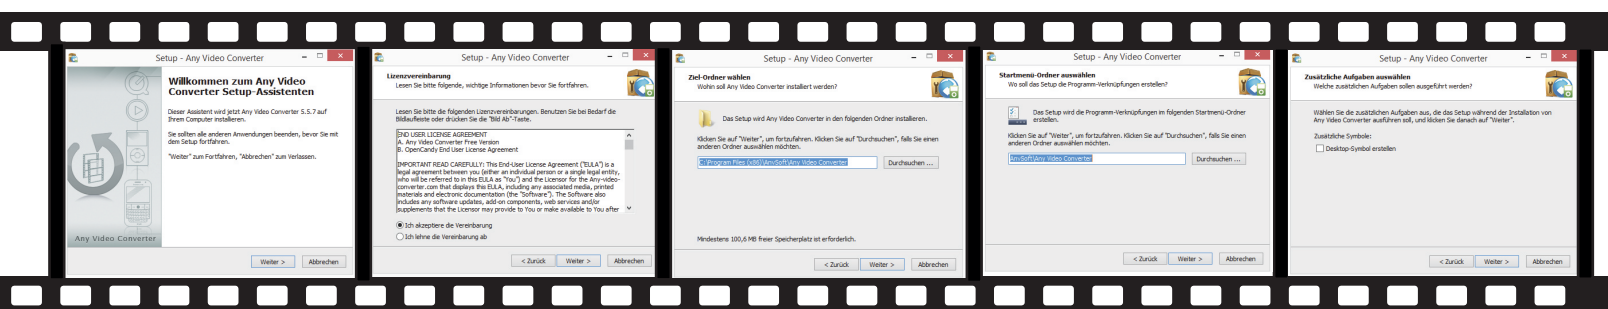 Setup - Any Video Converter
Willkommen zum Any Video
Converter Setup-Assistenten
Dieser Assistent wird jetzt Any Video Converter 5.5.7 auf
Ihrem Computer installieren.
Sie sollten alle anderen Anwendungen beenden, bevor Sie mit
dem Setup fortfahren.
"Weiter" zum Fortfahren, "Abbrechen" zum Verlassen.
Any Video Converter
Weiter >
Abbrechen
Setup - Any Video Converter
Lizenzvereinbarung
Lesen Sie bitte folgende, wichtige Informationen bevor Sie fortfahren.
Lesen Sie bitte die folgenden Lizenzvereinbarungen. Benutzen Sie bei Bedarf die
Bildlaufleiste oder drücken Sie die "Bild Ab"-Taste.
END USER LICENSE AGREEMENT
A. Any Video Converter Free Version
B. OpenCandy End User License Agreement
IMPORTANT READ CAREFULLY: This End-User License Agreement ("EULA") is a
legal agreement between you (either an individual person or a single legal entity,
who will be referred to in this EULA as "You") and the Licensor for the Any-video-
converter.com that displays this EULA, including any associated media, printed
materials and electronic documentation (the "Software"). The Software also
includes any software updates, add-on components, web services and/or
supplements that the Licensor may provide to You or make available to You after
Ich akzeptiere die Vereinbarung
Ich lehne die Vereinbarung ab
< Zurück
Weiter >
Abbrechen
Setup - Any Video Converter
Ziel-Ordner wählen
Wohin soll Any Video Converter installiert werden?
Das Setup wird Any Video Converter in den folgenden Ordner installieren.
Klicken Sie auf "Weiter", um fortzufahren. Klicken Sie auf "Durchsuchen", falls Sie einen
anderen Ordner auswählen möchten.
C:\Program Files (x86)\AnvSoft\Any Video Converter
Durchsuchen ...
Mindestens 100,6 MB freier Speicherplatz ist erforderlich.
< Zurück
Weiter >
Abbrechen
Setup - Any Video Converter
Startmenü-Ordner auswählen
Wo soll das Setup die Programm-Verknüpfungen erstellen?
Das Setup wird die Programm-Verknüpfungen im folgenden Startmenü-Ordner
erstellen.
Klicken Sie auf "Weiter", um fortzufahren. Klicken Sie auf "Durchsuchen", falls Sie einen
anderen Ordner auswählen möchten.
AnvSoft\Any Video Converter
Durchsuchen ...
< Zurück
Weiter >
Abbrechen
Setup - Any Video Converter
Zusätzliche Aufgaben auswählen
Welche zusätzlichen Aufgaben sollen ausgeführt werden?
Wählen Sie die zusätzlichen Aufgaben aus, die das Setup während der Installation von
Any Video Converter ausführen soll, und klicken Sie danach auf "Weiter".
Zusätzliche Symbole:
Desktop-Symbol erstellen
< Zurück
Weiter >
Abbrechen